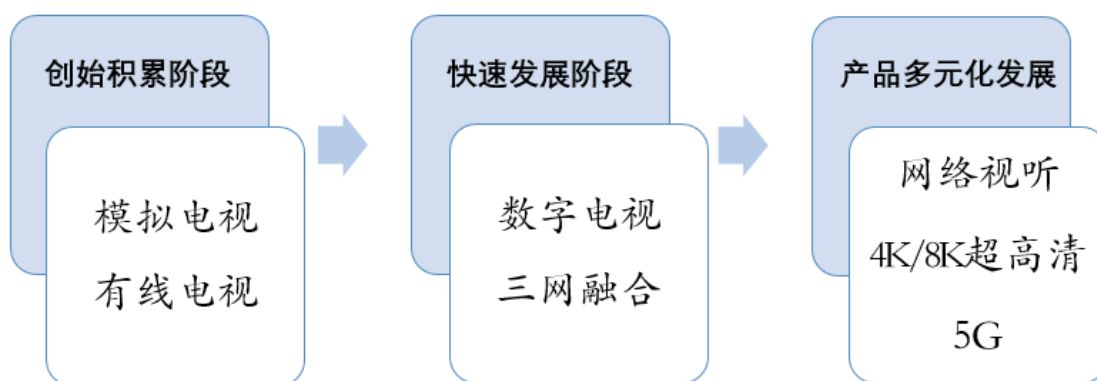 创始积累阶段
模拟电视
有线电视
快速发展阶段
数字电视
三网融合
产品多元化发展
网络视听
4K/8K超高清
5G